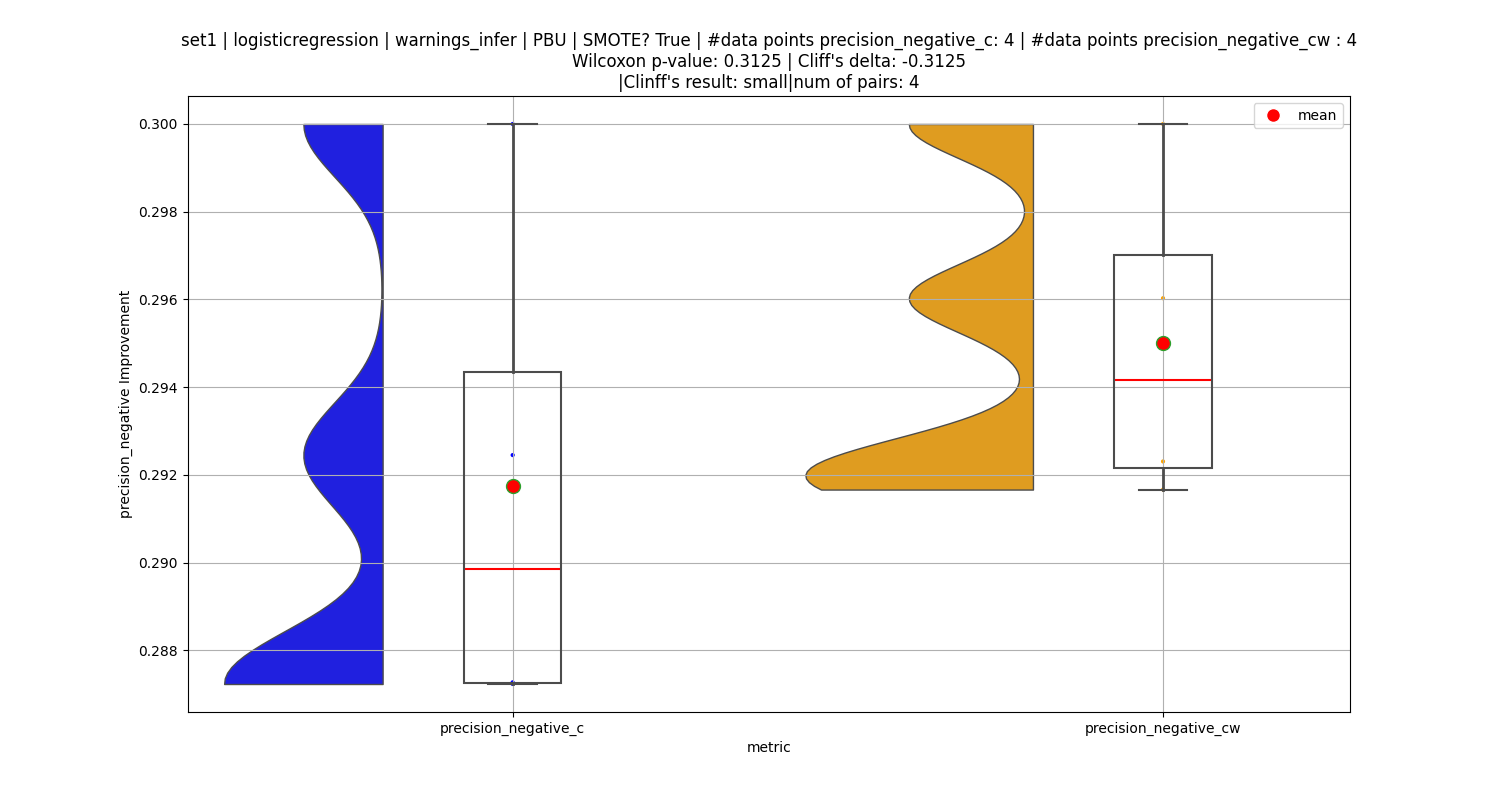 set1 | logisticregression | warnings_infer | PBU | SMOTE? True | #data points precision_negative_c: 4 | #data points precision_negative_cw : 4
Wilcoxon p-value: 0.3125 | Cliff's delta: -0.3125
|Clinff's result: small|num of pairs: 4
mean
0.300
0.298
0.296
0.294
0.292
0.290
0.288
precision_negative Improvement
precision_negative_c
precision_negative_cw
metric